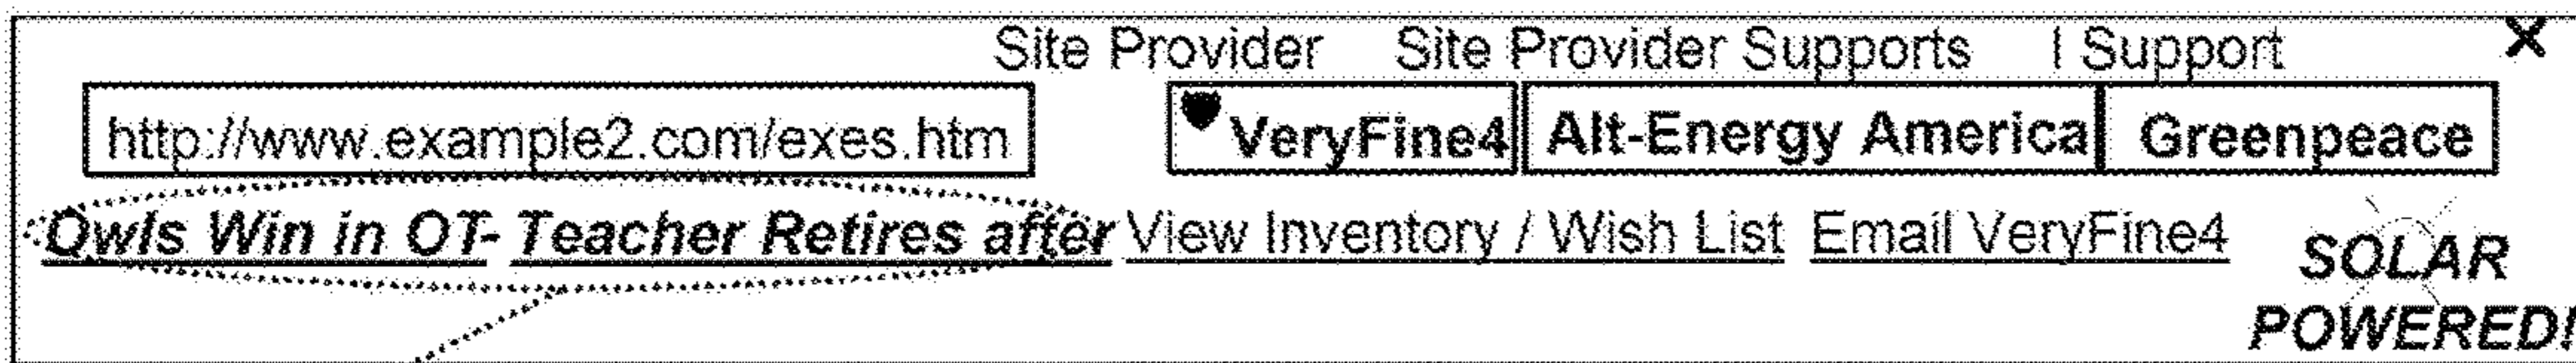 Site Provider Site Provider Supports I Support X
http://www.example2.com/exes.htm VeryFine4 Alt-Energy America Greenpeace
Owls Win in OT- Teacher Retires after View Inventory / Wish List Email VeryFine4 SOLAR
POWERED!